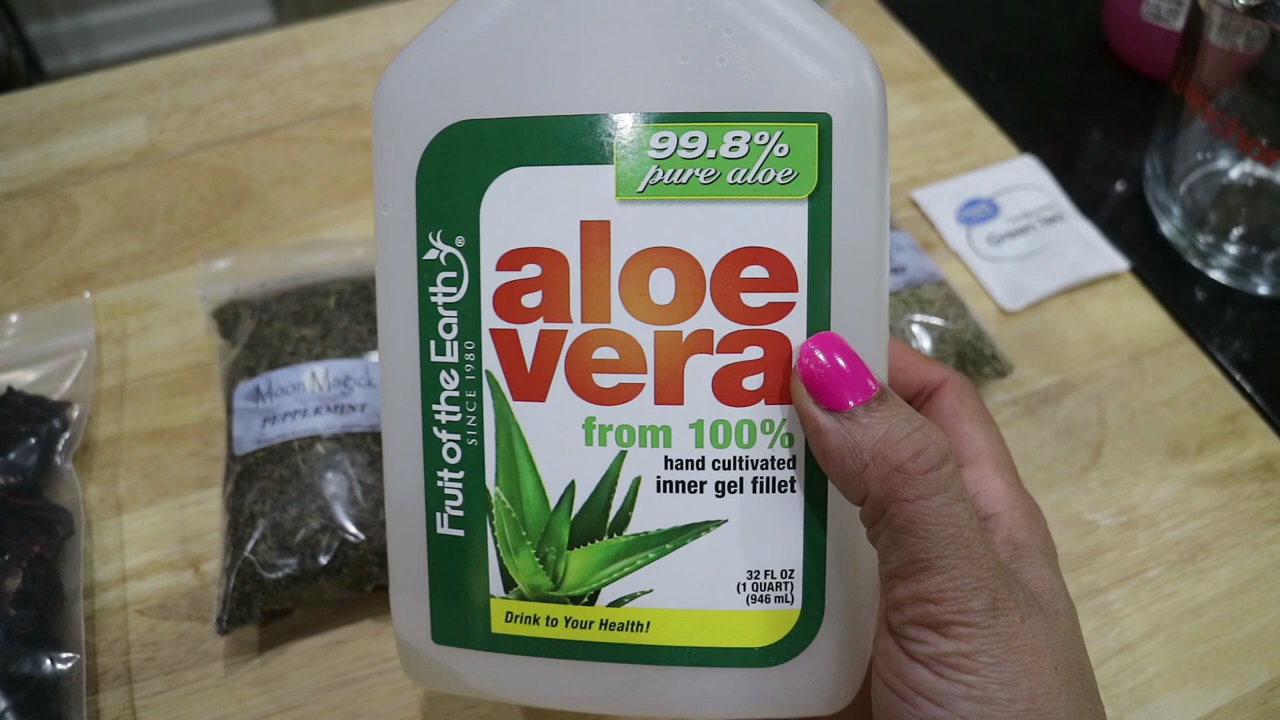 99.8%
pure aloe
aloe
vera
from 100%
hand cultivated
inner gel fillet
32 FL OZ
(1 QUART)
(946 mL)
Drink to Your Health!
Fruit of the Earth®
SINCE 1980
Moon Magick
PEPPERMINT
Green Tea